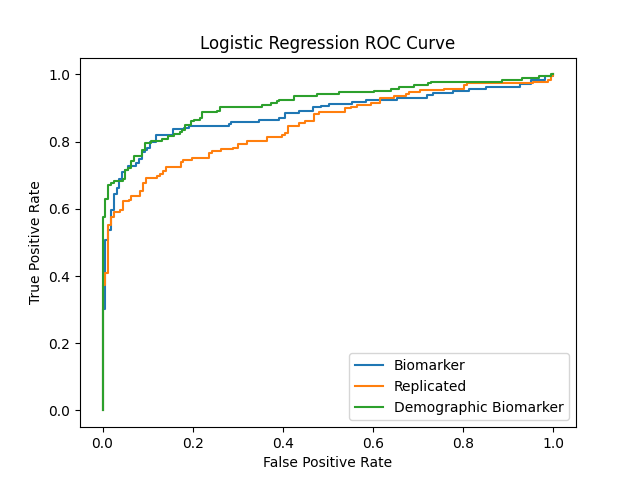 Logistic Regression ROC Curve
True Positive Rate
1.0
0.8
0.6
0.4
0.2
0.0
Biomarker
Replicated
Demographic Biomarker
0.0 0.2 0.4 0.6 0.8 1.0
False Positive Rate